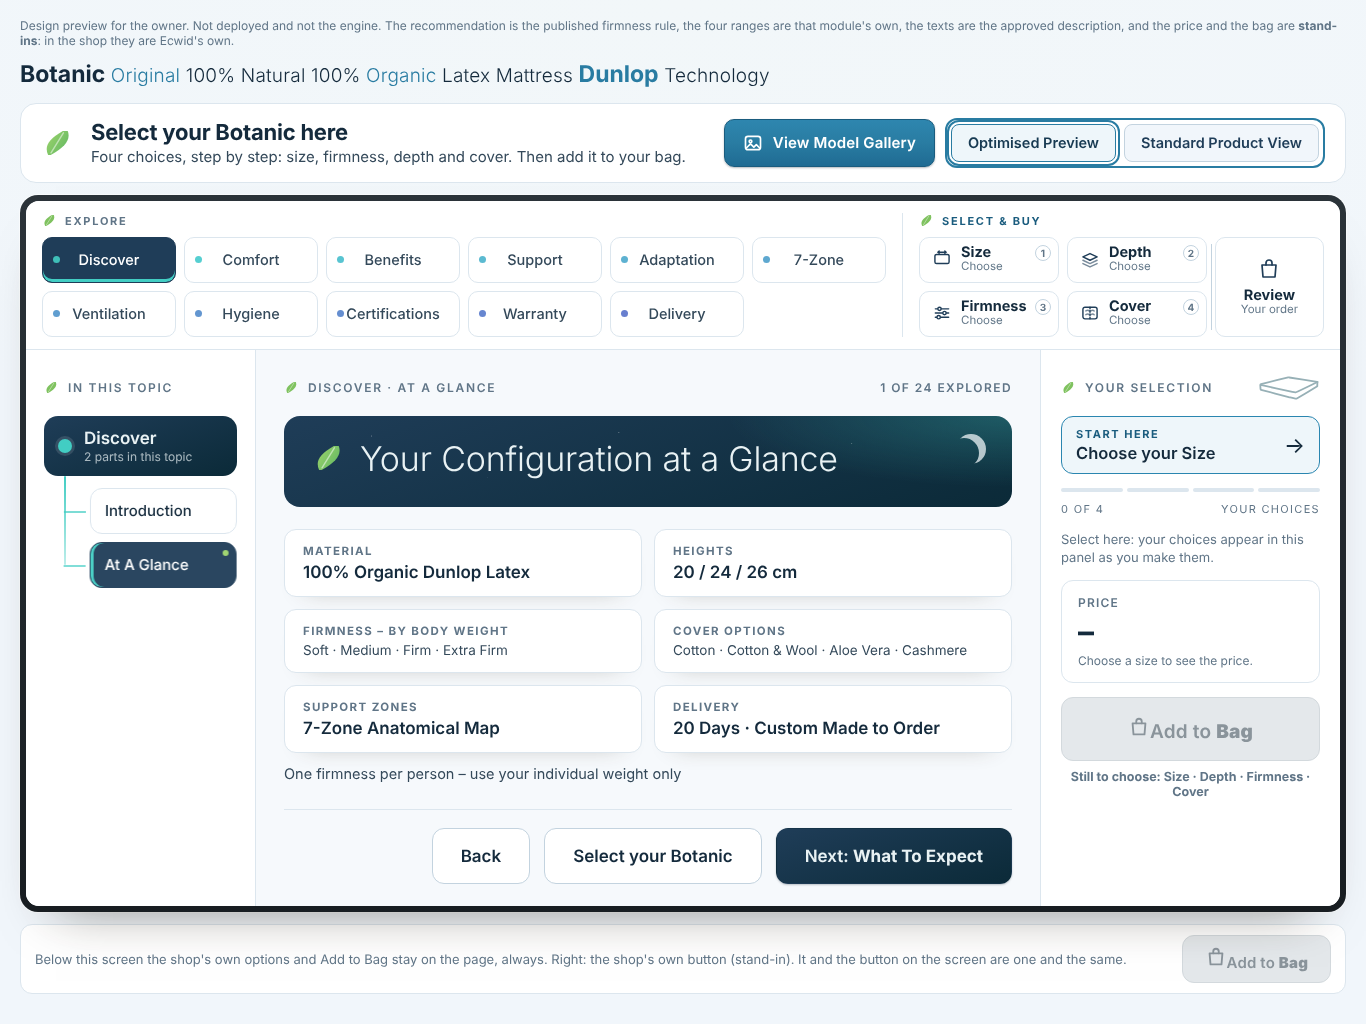 Design preview for the owner. Not deployed and not the engine. The recommendation is the published firmness rule, the four ranges are that module's own, the texts are the approved description, and the price and the bag are stand-
ins: in the shop they are Ecwid's own.
Botanic Original 100% Natural 100% Organic Latex Mattress Dunlop Technology
Select your Botanic here
Four choices, step by step: size, firmness, depth and cover. Then add it to your bag.
View Model Gallery
Optimised Preview
Standard Product View
EXPLORE
Discover
Comfort
Benefits
Support
Adaptation
7-Zone
Ventilation
Hygiene
Certifications
Warranty
Delivery
SELECT & BUY
Size
Choose
1
Depth
Choose
2
Firmness
Choose
3
Cover
Choose
4
Review
Your order
IN THIS TOPIC
Discover
2 parts in this topic
Introduction
At A Glance
DISCOVER · AT A GLANCE
1 OF 24 EXPLORED
Your Configuration at a Glance
MATERIAL
100% Organic Dunlop Latex
HEIGHTS
20 / 24 / 26 cm
FIRMNESS – BY BODY WEIGHT
Soft · Medium · Firm · Extra Firm
COVER OPTIONS
Cotton · Cotton & Wool · Aloe Vera · Cashmere
SUPPORT ZONES
7-Zone Anatomical Map
DELIVERY
20 Days · Custom Made to Order
One firmness per person – use your individual weight only
Back
Select your Botanic
Next: What To Expect
YOUR SELECTION
START HERE
Choose your Size
0 OF 4
YOUR CHOICES
Select here: your choices appear in this
panel as you make them.
PRICE
–
Choose a size to see the price.
Add to Bag
Still to choose: Size · Depth · Firmness ·
Cover
Below this screen the shop's own options and Add to Bag stay on the page, always. Right: the shop's own button (stand-in). It and the button on the screen are one and the same.
Add to Bag